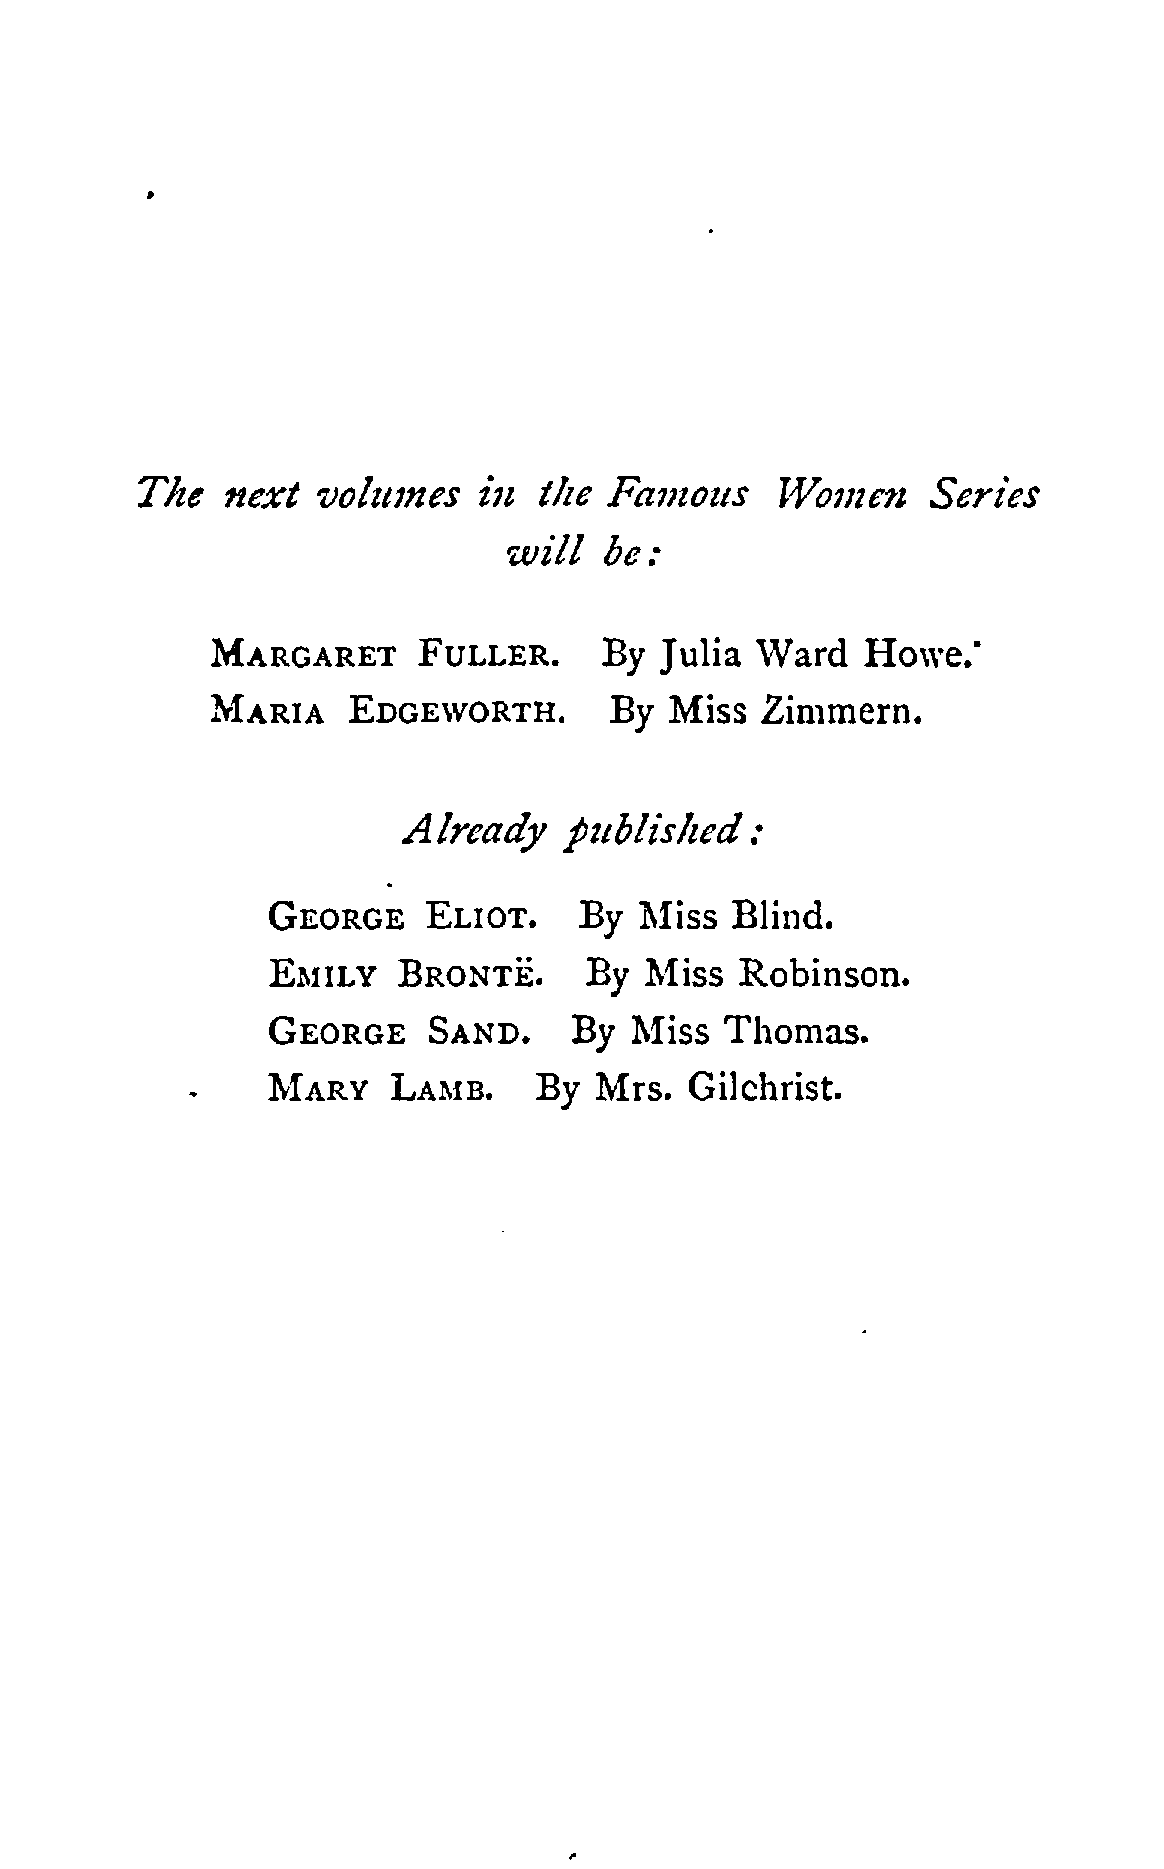 The next volumes in the Famous Women Series
will be:
MARGARET FULLER. By Julia Ward Howe.
MARIA EDGEWORTH. By Miss Zimmern.
Already published:
GEORGE ELIOT. By Miss Blind.
EMILY BRONTË. By Miss Robinson.
GEORGE SAND. By Miss Thomas.
MARY LAMB. By Mrs. Gilchrist.